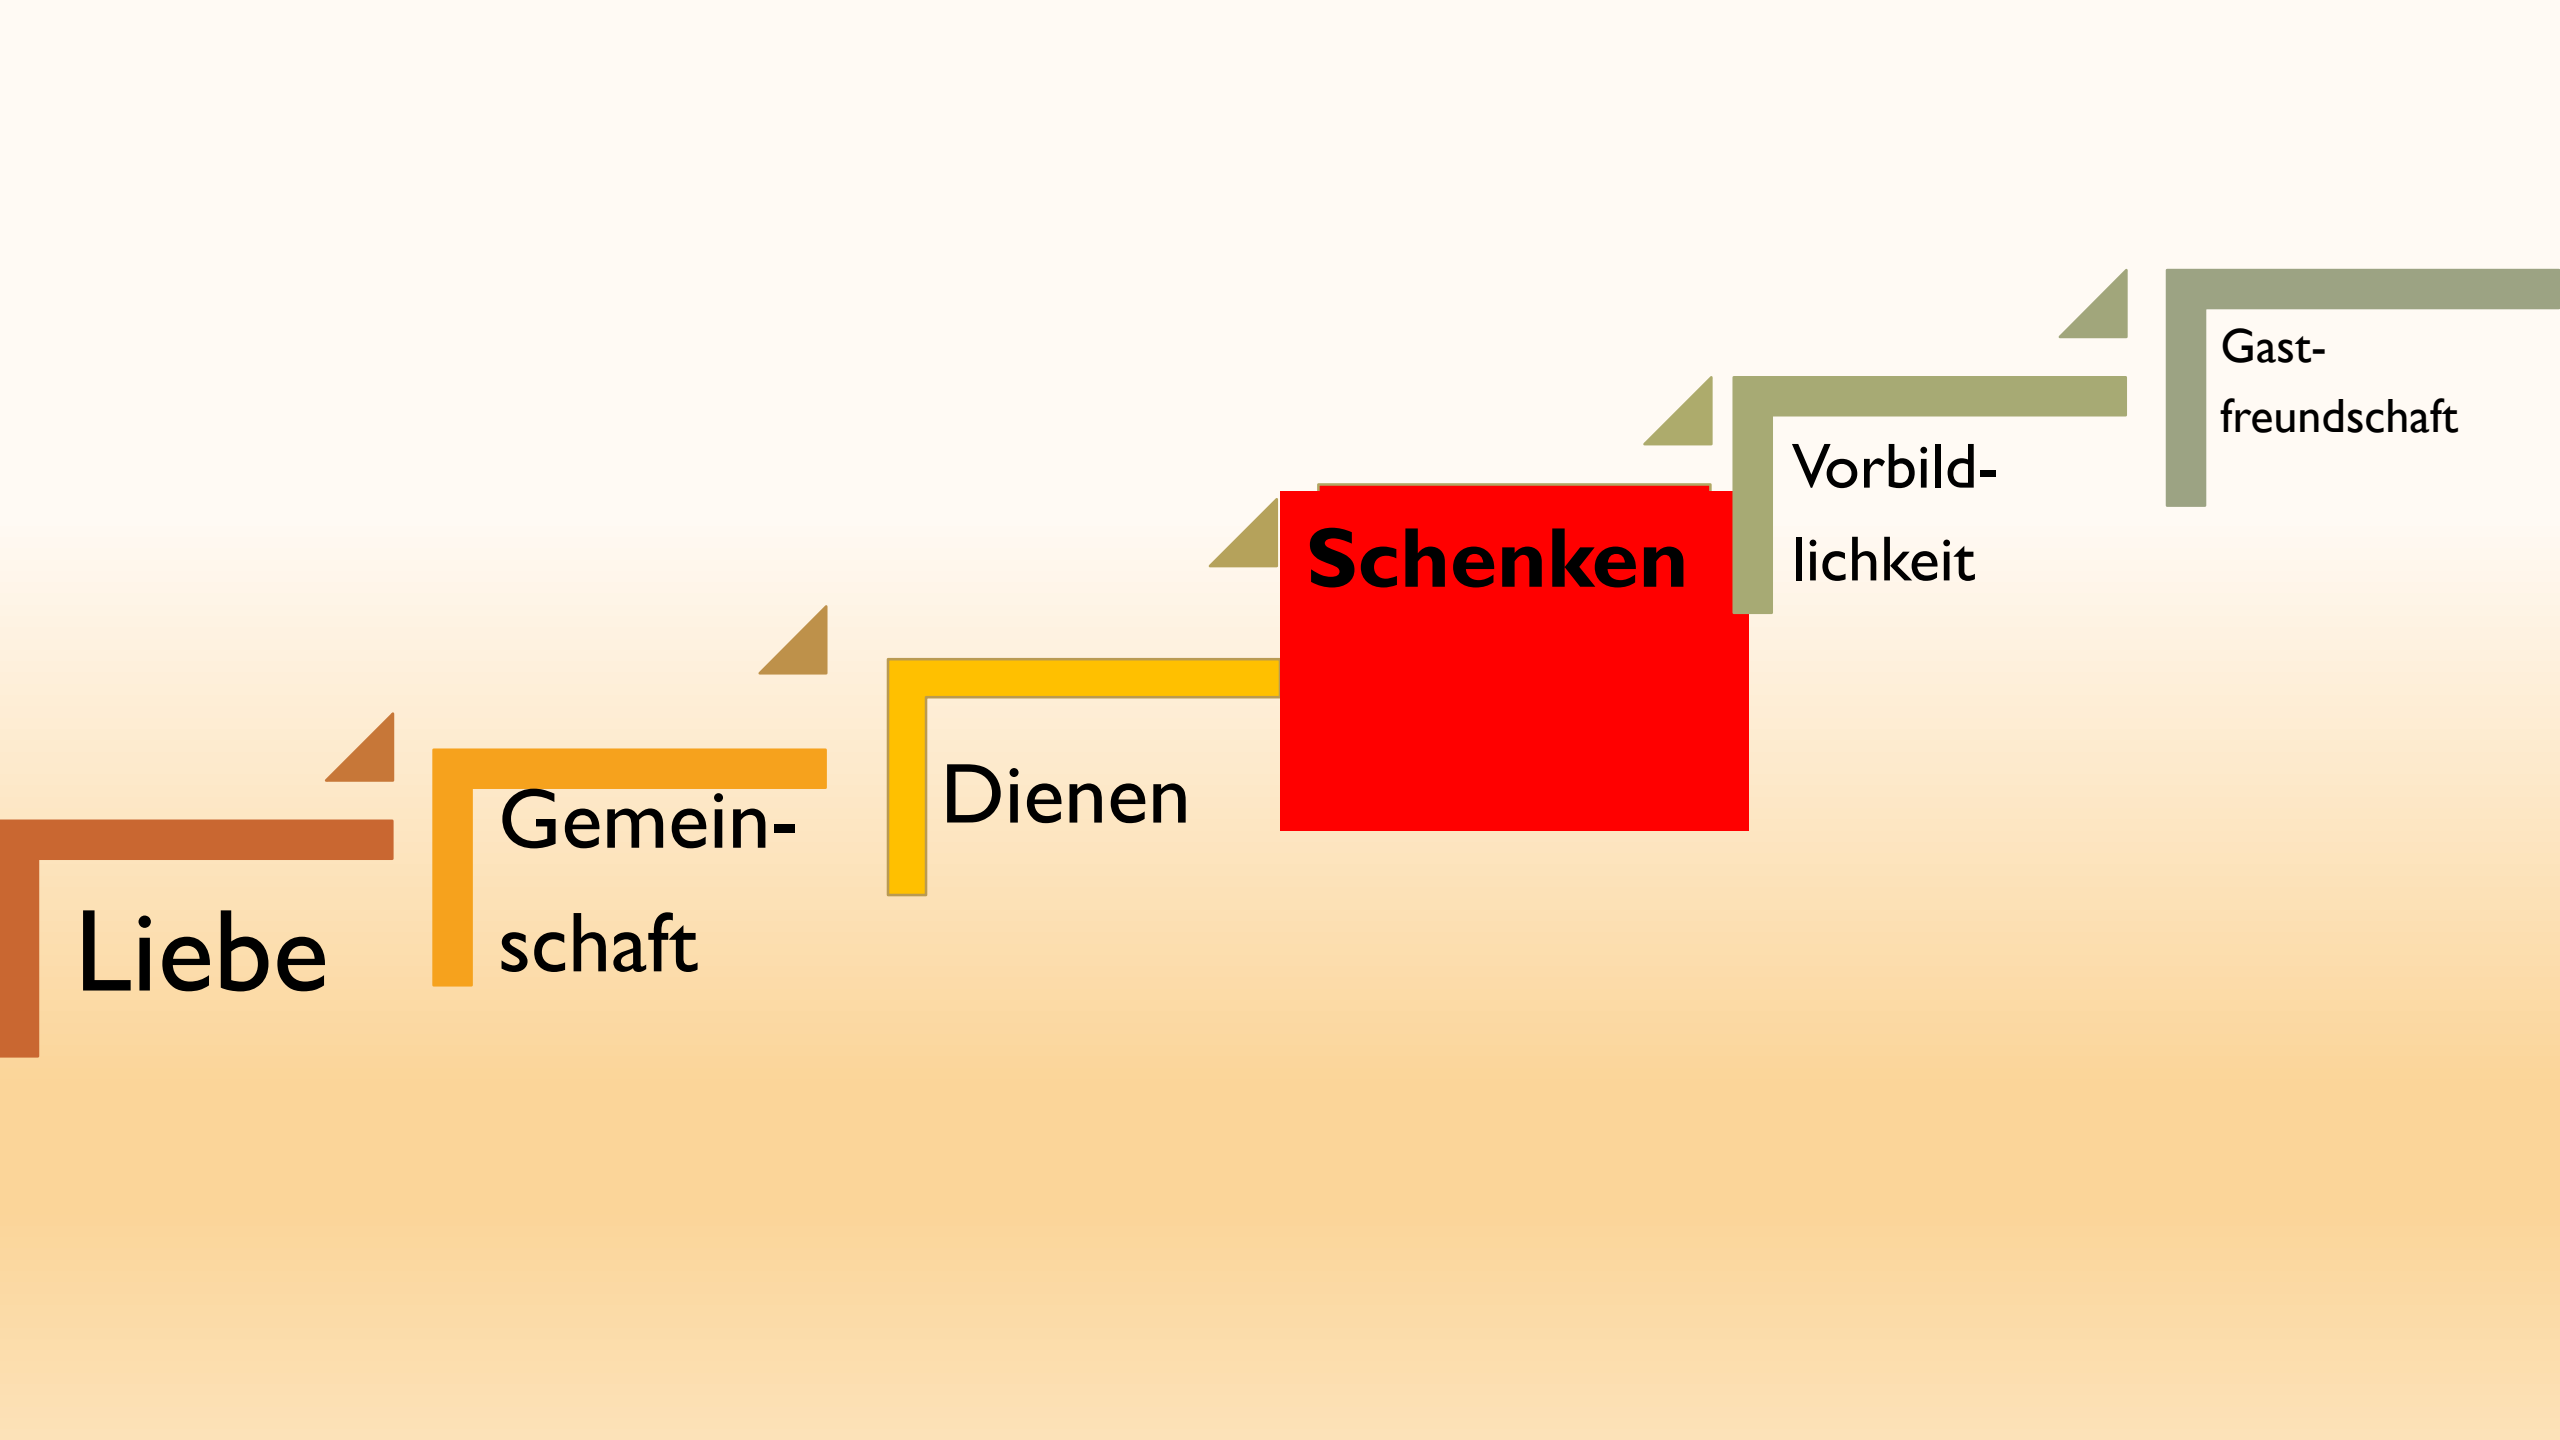 Liebe
Gemein-
schaft
Dienen
Schenken
Vorbild-
lichkeit
Gast-
freundschaft